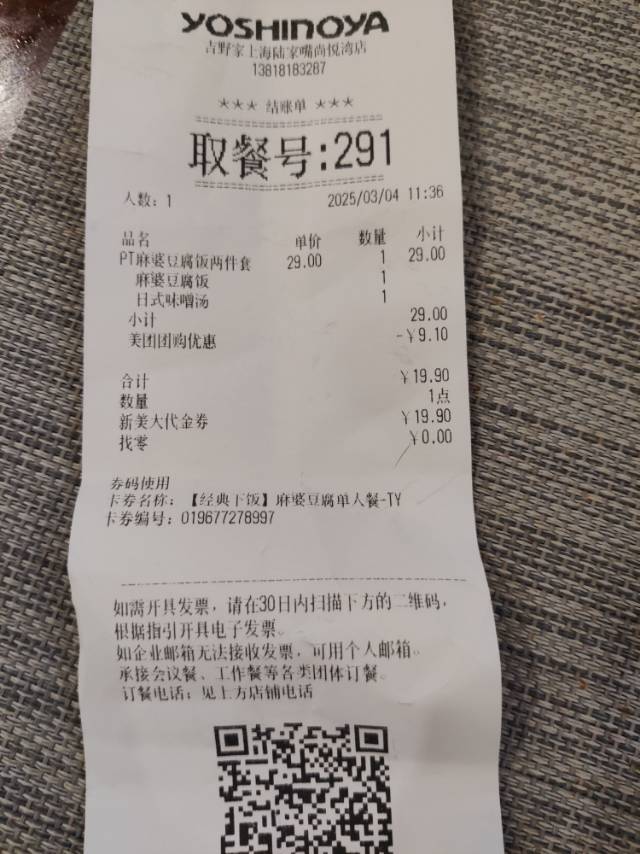 YOSHINOYA
吉野家上海陆家嘴尚悦湾店
13818183287
*** 结账单 ***
取餐号:291
人数: 1 2025/03/04 11:36
品名 单价 数量 小计
PT麻婆豆腐饭两件套 29.00 1 29.00
麻婆豆腐饭 1
日式味噌汤 1
小计 29.00
美团团购优惠 -¥9.10
合计 ¥19.90
数量 1点
新美大代金券 ¥19.90
找零 ¥0.00
券码使用
卡券名称: 【经典下饭】麻婆豆腐单人餐-TY
卡券编号: 019677278997
如需开具发票，请在30日内扫描下方的二维码，
根据指引开具电子发票。
如企业邮箱无法接收发票，可用个人邮箱。
承接会议餐、工作餐等各类团体订餐。
订餐电话: 见上方店铺电话